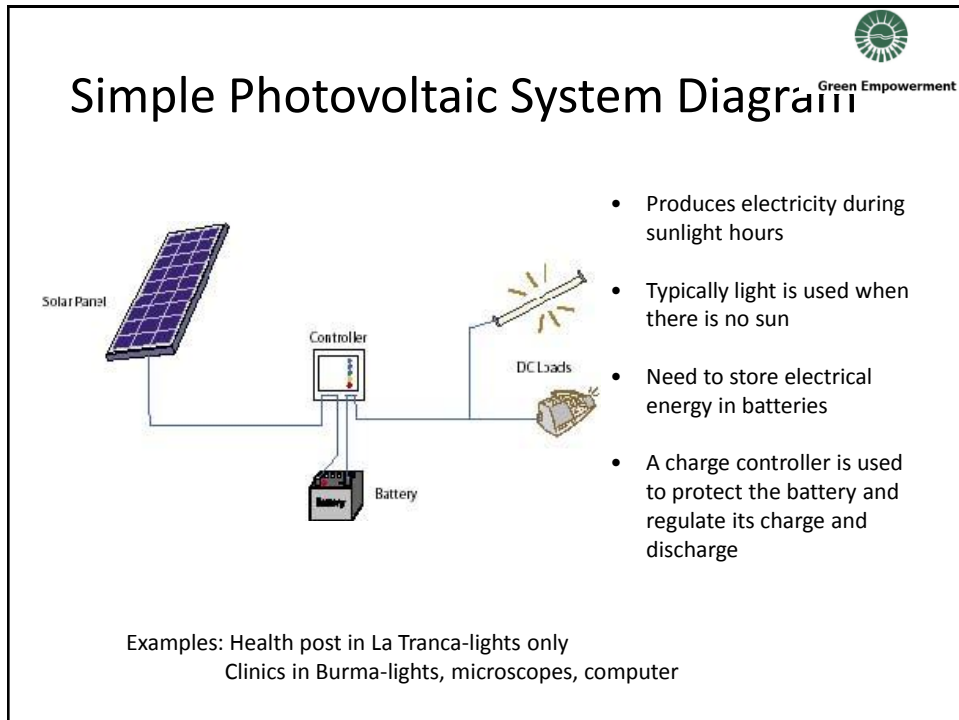 Green Empowerment
Simple Photovoltaic System Diagram
Solar Panel
Controller
DC Loads
Battery
Battery
• Produces electricity during
sunlight hours
• Typically light is used when
there is no sun
• Need to store electrical
energy in batteries
• A charge controller is used
to protect the battery and
regulate its charge and
discharge
Examples: Health post in La Tranca-lights only
Clinics in Burma-lights, microscopes, computer